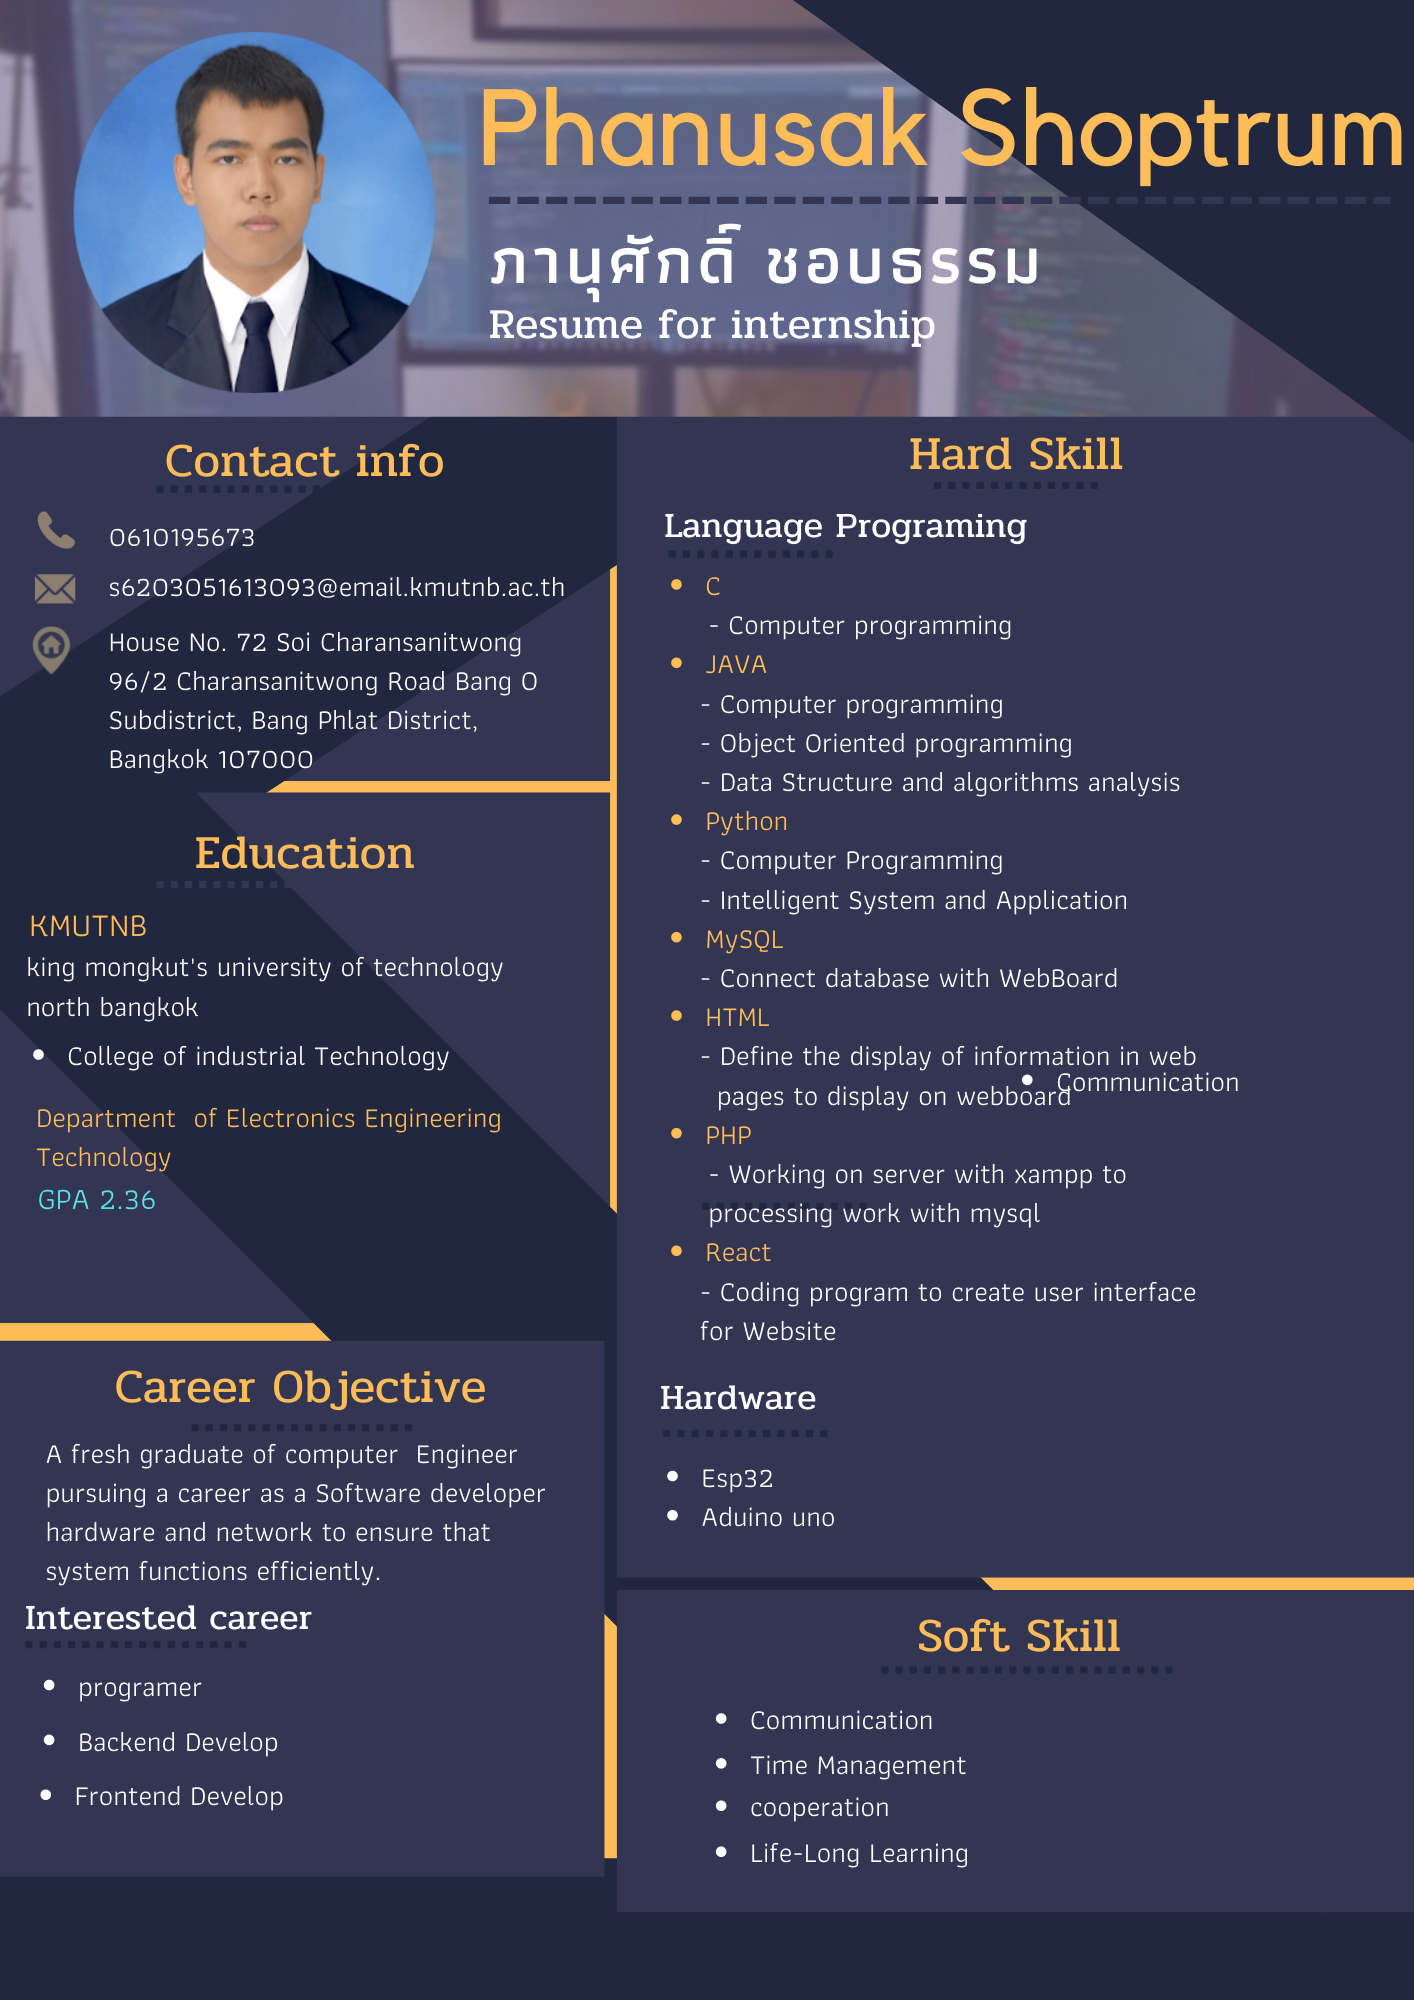 Phanusak Shoptrum
ภานุศักดิ์ ชอบธรรม
Resume for internship
Contact info
0610195673
s6203051613093@email.kmutnb.ac.th
House No. 72 Soi Charansanitwong
96/2 Charansanitwong Road Bang O
Subdistrict, Bang Phlat District,
Bangkok 107000
Education
KMUTNB
king mongkut's university of technology
north bangkok
• College of industrial Technology
Department  of Electronics Engineering
Technology
GPA 2.36
Career Objective
A fresh graduate of computer  Engineer
pursuing a career as a Software developer
hardware and network to ensure that
system functions efficiently.
Interested career
• programer
• Backend Develop
• Frontend Develop
Hard Skill
Language Programing
• C
- Computer programming
• JAVA
- Computer programming
- Object Oriented programming
- Data Structure and algorithms analysis
• Python
- Computer Programming
- Intelligent System and Application
• MySQL
- Connect database with WebBoard
• HTML
- Define the display of information in web
• Communication
pages to display on webboard
• PHP
- Working on server with xampp to
processing work with mysql
• React
- Coding program to create user interface
for Website
Hardware
• Esp32
• Aduino uno
Soft Skill
• Communication
• Time Management
• cooperation
• Life-Long Learning